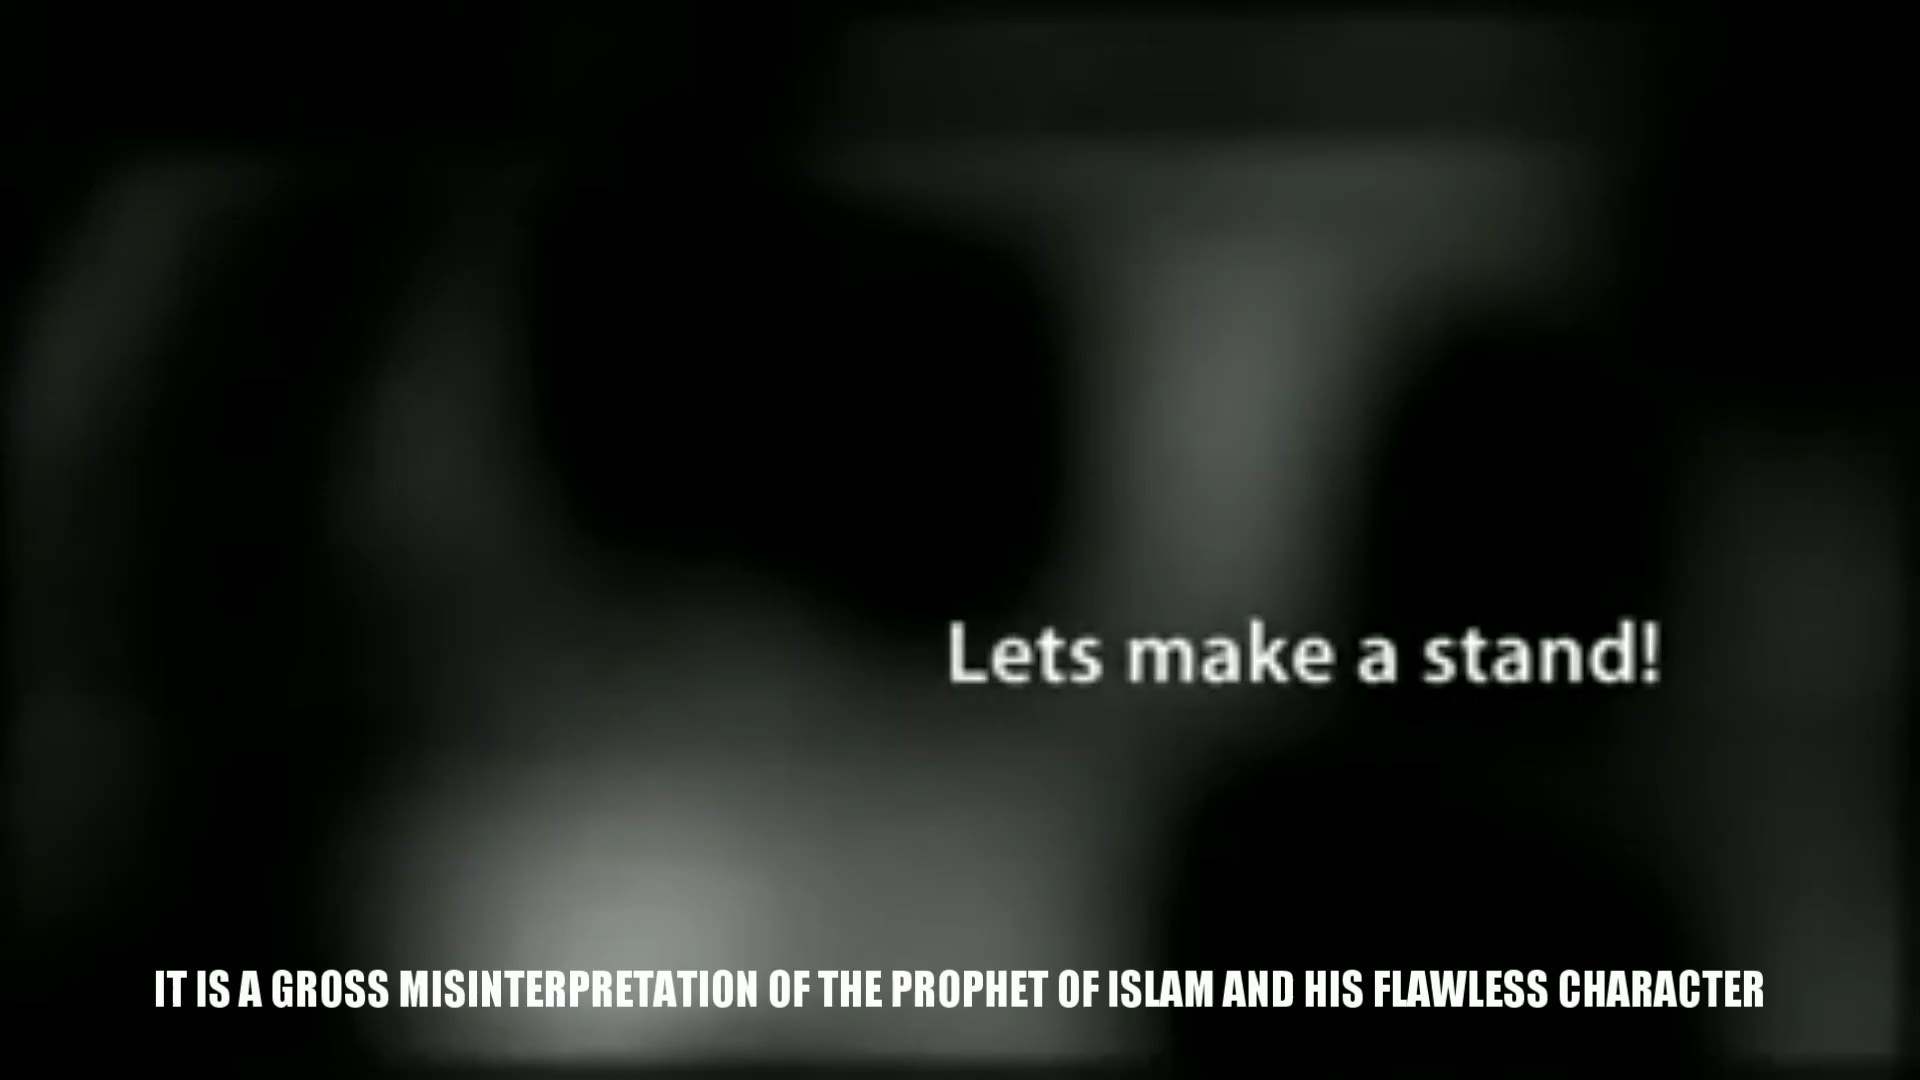 Lets make a stand!
IT IS A GROSS MISINTERPRETATION OF THE PROPHET OF ISLAM AND HIS FLAWLESS CHARACTER